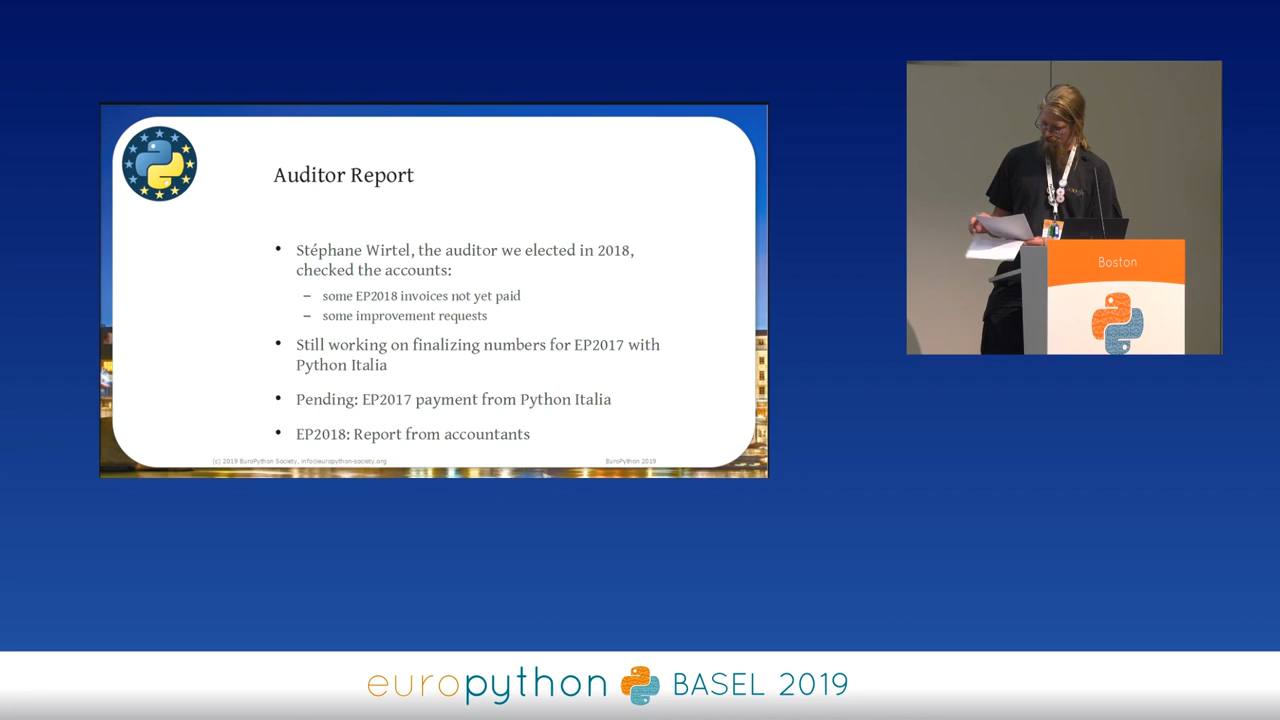 Auditor Report
• Stéphane Wirtel, the auditor we elected in 2018,
checked the accounts:
– some EP2018 invoices not yet paid
– some improvement requests
• Still working on finalizing numbers for EP2017 with
Python Italia
• Pending: EP2017 payment from Python Italia
• EP2018: Report from accountants
(c) 2019 EuroPython Society, info@europython-society.org
EuroPython 2019
Boston
europython BASEL 2019